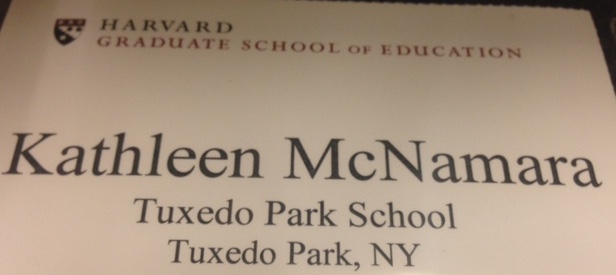 HARVARD
GRADUATE SCHOOL OF EDUCATION
Kathleen McNamara
Tuxedo Park School
Tuxedo Park, NY